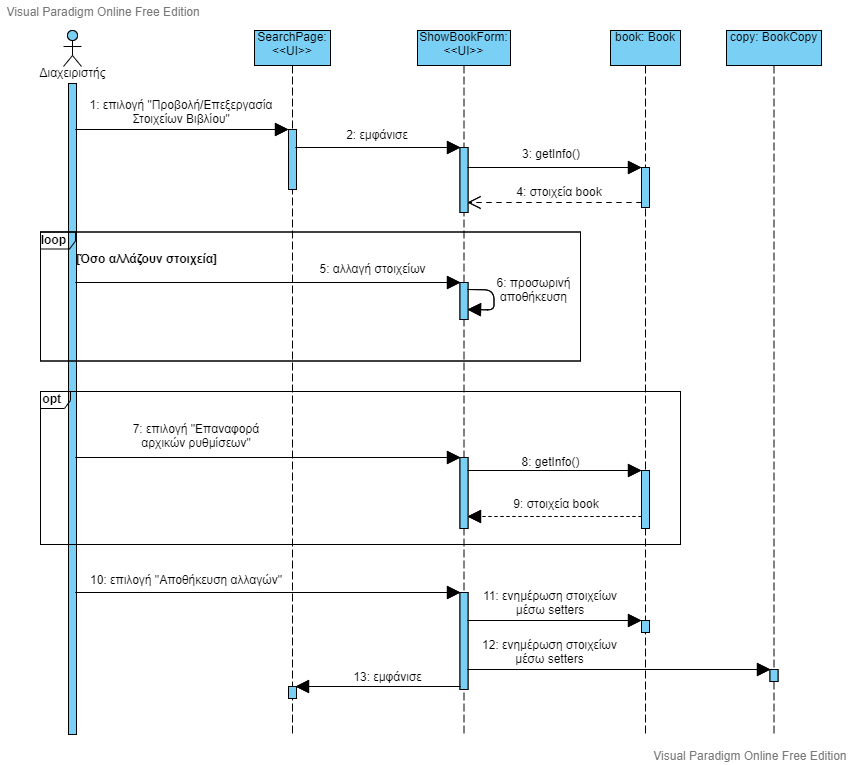 Visual Paradigm Online Free Edition
Διαχειριστής
SearchPage:
<<UI>>
ShowBookForm:
<<UI>>
book: Book
copy: BookCopy
1: επιλογή "Προβολή/Επεξεργασία
Στοιχείων Βιβλίου"
2: εμφάνισε
3: getInfo()
4: στοιχεία book
loop
[Όσο αλλάζουν στοιχεία]
5: αλλαγή στοιχείων
6: προσωρινή
αποθήκευση
opt
7: επιλογή "Επαναφορά
αρχικών ρυθμίσεων"
8: getInfo()
9: στοιχεία book
10: επιλογή "Αποθήκευση αλλαγών"
11: ενημέρωση στοιχείων
μέσω setters
12: ενημέρωση στοιχείων
μέσω setters
13: εμφάνισε
Visual Paradigm Online Free Edition